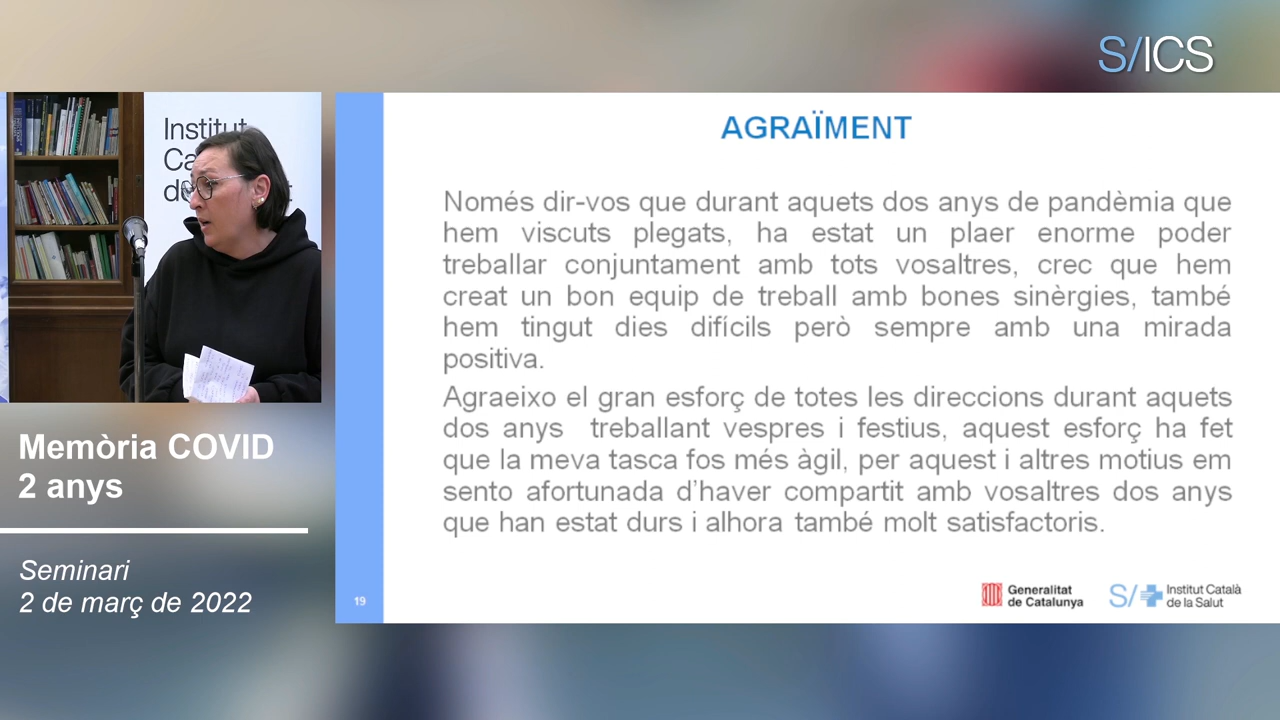 S/ICS
Institut
AGRAÏMENT
Només dir-vos que durant aquets dos anys de pandèmia que
hem viscuts plegats, ha estat un plaer enorme poder
treballar conjuntament amb tots vosaltres, crec que hem
creat un bon equip de treball amb bones sinèrgies, també
hem tingut dies difícils però sempre amb una mirada
positiva.
Agraeixo el gran esforç de totes les direccions durant aquets
dos anys treballant vespres i festius, aquest esforç ha fet
que la meva tasca fos més àgil, per aquest i altres motius em
sento afortunada d'haver compartit amb vosaltres dos anys
que han estat durs i alhora també molt satisfactoris.
19
Generalitat
de Catalunya
S/
Institut Català
de la Salut
Memòria COVID
2 anys
Seminari
2 de març de 2022